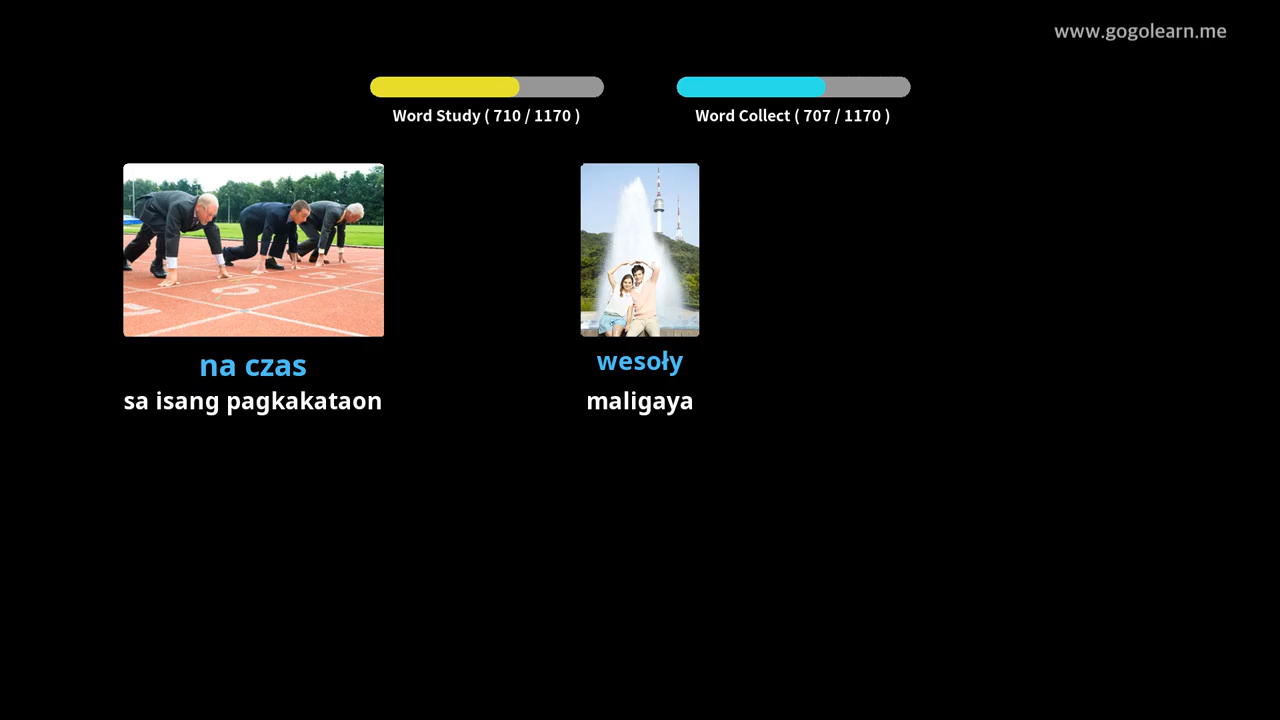 www.gogolearn.me
Word Study ( 710 / 1170 )
Word Collect ( 707 / 1170 )
na czas
sa isang pagkakataon
wesoły
maligaya